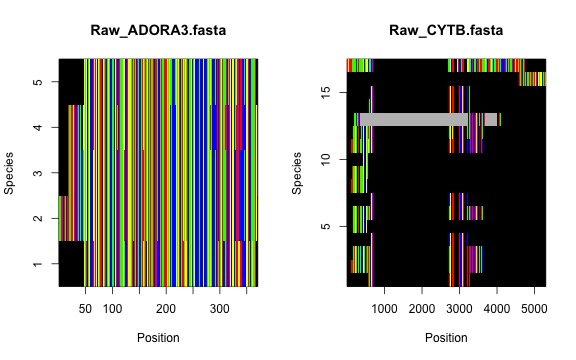 Raw_ADORA3.fasta
Species
5
4
3
2
1
50 100 200 300
Position
Raw_CYTB.fasta
Species
15
10
5
1000 2000 3000 4000 5000
Position